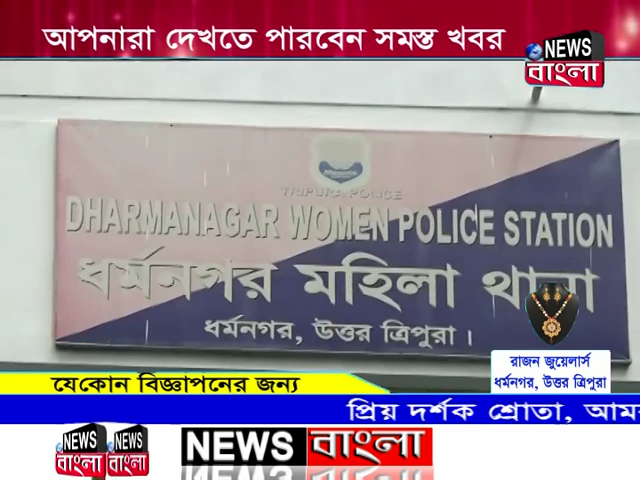 আপনারা দেখতে পারবেন সমস্ত খবর
NEWS
বাংলা
TRIPURA POLICE
DHARMANAGAR WOMEN POLICE STATION
ধর্মনগর মহিলা থানা
ধর্মনগর, উত্তর ত্রিপুরা।
রাজন জুয়েলার্স
ধর্মনগর, উত্তর ত্রিপুরা
যেকোন বিজ্ঞাপনের জন্য
প্রিয় দর্শক শ্রোতা,
NEWS NEWS
বাংলা বাংলা
NEWS বাংলা